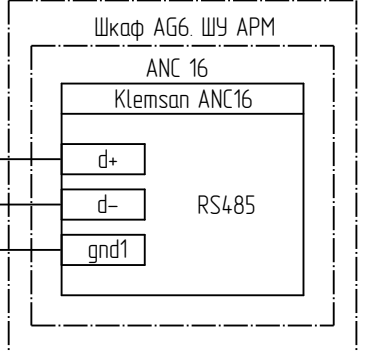 Шкаф AG6. ШУ АРМ
ANC 16
Klemsan ANC16
d+
d-
RS485
gnd1